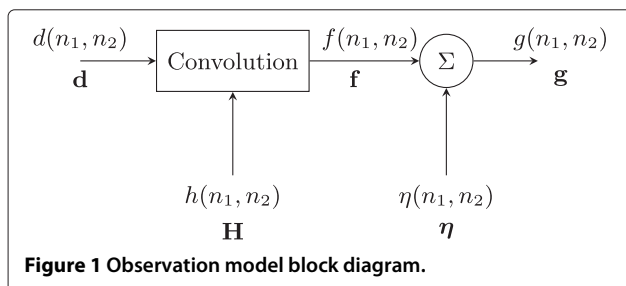 d(n₁, n₂) f(n₁, n₂) g(n₁, n₂)
Convolution Σ
d f g
h(n₁, n₂) η(n₁, n₂)
H η
Figure 1 Observation model block diagram.